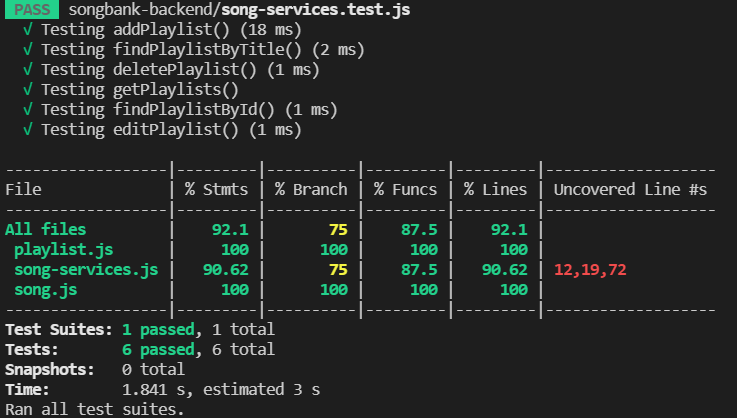 PASS songbank-backend/song-services.test.js
√ Testing addPlaylist() (18 ms)
√ Testing findPlaylistByTitle() (2 ms)
√ Testing deletePlaylist() (1 ms)
√ Testing getPlaylists()
√ Testing findPlaylistById() (1 ms)
√ Testing editPlaylist() (1 ms)
------------------|---------|----------|---------|---------|-------------------
File              | % Stmts | % Branch | % Funcs | % Lines | Uncovered Line #s
------------------|---------|----------|---------|---------|-------------------
All files         |    92.1 |       75 |    87.5 |    92.1 |
 playlist.js      |     100 |      100 |     100 |     100 |
 song-services.js |   90.62 |       75 |    87.5 |   90.62 | 12,19,72
 song.js          |     100 |      100 |     100 |     100 |
------------------|---------|----------|---------|---------|-------------------
Test Suites: 1 passed, 1 total
Tests:       6 passed, 6 total
Snapshots:   0 total
Time:        1.841 s, estimated 3 s
Ran all test suites.